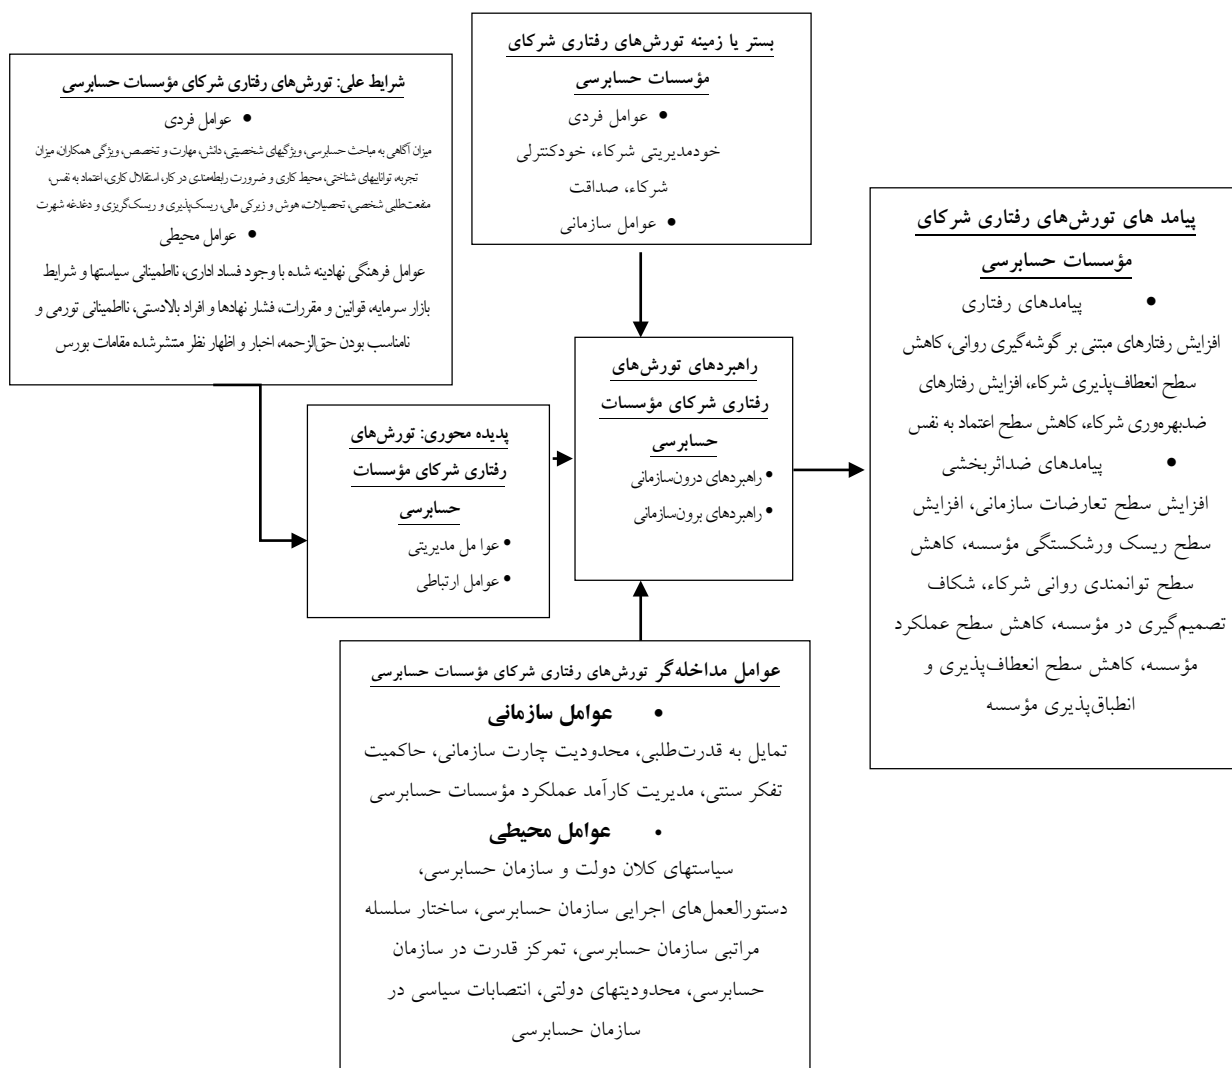 بستر یا زمینه تورش‌های رفتاری شرکای
مؤسسات حسابرسی
• عوامل فردی
خودمدیریتی شرکاء، خودکنترلی
شرکاء، صداقت
• عوامل سازمانی
شرایط علی: تورش‌های رفتاری شرکای مؤسسات حسابرسی
• عوامل فردی
میزان آگاهی به مباحث حسابرسی، ویژگیهای شخصیتی، دانش، مهارت و تخصص، ویژگی همکاران، میزان
تجربه، تواناییهای شناختی، محیط کاری و ضرورت رابطه‌مندی در کار، استقلال کاری، اعتماد به نفس،
منفعت‌طلبی شخصی، تحصیلات، هوش و زیرکی مالی، ریسک‌پذیری و ریسک‌گریزی و دغدغه شهرت
• عوامل محیطی
عوامل فرهنگی نهادینه شده با وجود فساد اداری، نااطمینانی سیاستها و شرایط
بازار سرمایه، قوانین و مقررات، فشار نهادها و افراد بالادستی، نااطمینانی تورمی و
نامناسب بودن حق‌الزحمه، اخبار و اظهار نظر منتشرشده مقامات بورس
پیامد های تورش‌های رفتاری شرکای
مؤسسات حسابرسی
• پیامدهای رفتاری
افزایش رفتارهای مبتنی بر گوشه‌گیری روانی، کاهش
سطح انعطاف‌پذیری شرکاء، افزایش رفتارهای
ضدبهره‌وری شرکاء، کاهش سطح اعتماد به نفس
• پیامدهای ضداثربخشی
افزایش سطح تعارضات سازمانی، افزایش
سطح ریسک ورشکستگی مؤسسه، کاهش
سطح توانمندی روانی شرکاء، شکاف
تصمیم‌گیری در مؤسسه، کاهش سطح عملکرد
مؤسسه، کاهش سطح انعطاف‌پذیری و
انطباق‌پذیری مؤسسه
راهبردهای تورش‌های
رفتاری شرکای مؤسسات
حسابرسی
• راهبردهای درون‌سازمانی
• راهبردهای برون‌سازمانی
پدیده محوری: تورش‌های
رفتاری شرکای مؤسسات
حسابرسی
• عوا مل مدیریتی
• عوامل ارتباطی
عوامل مداخله‌گر تورش‌های رفتاری شرکای مؤسسات حسابرسی
• عوامل سازمانی
تمایل به قدرت‌طلبی، محدودیت چارت سازمانی، حاکمیت
تفکر سنتی، مدیریت کارآمد عملکرد مؤسسات حسابرسی
• عوامل محیطی
سیاستهای کلان دولت و سازمان حسابرسی،
دستورالعمل‌های اجرایی سازمان حسابرسی، ساختار سلسله
مراتبی سازمان حسابرسی، تمرکز قدرت در سازمان
حسابرسی، محدودیتهای دولتی، انتصابات سیاسی در
سازمان حسابرسی